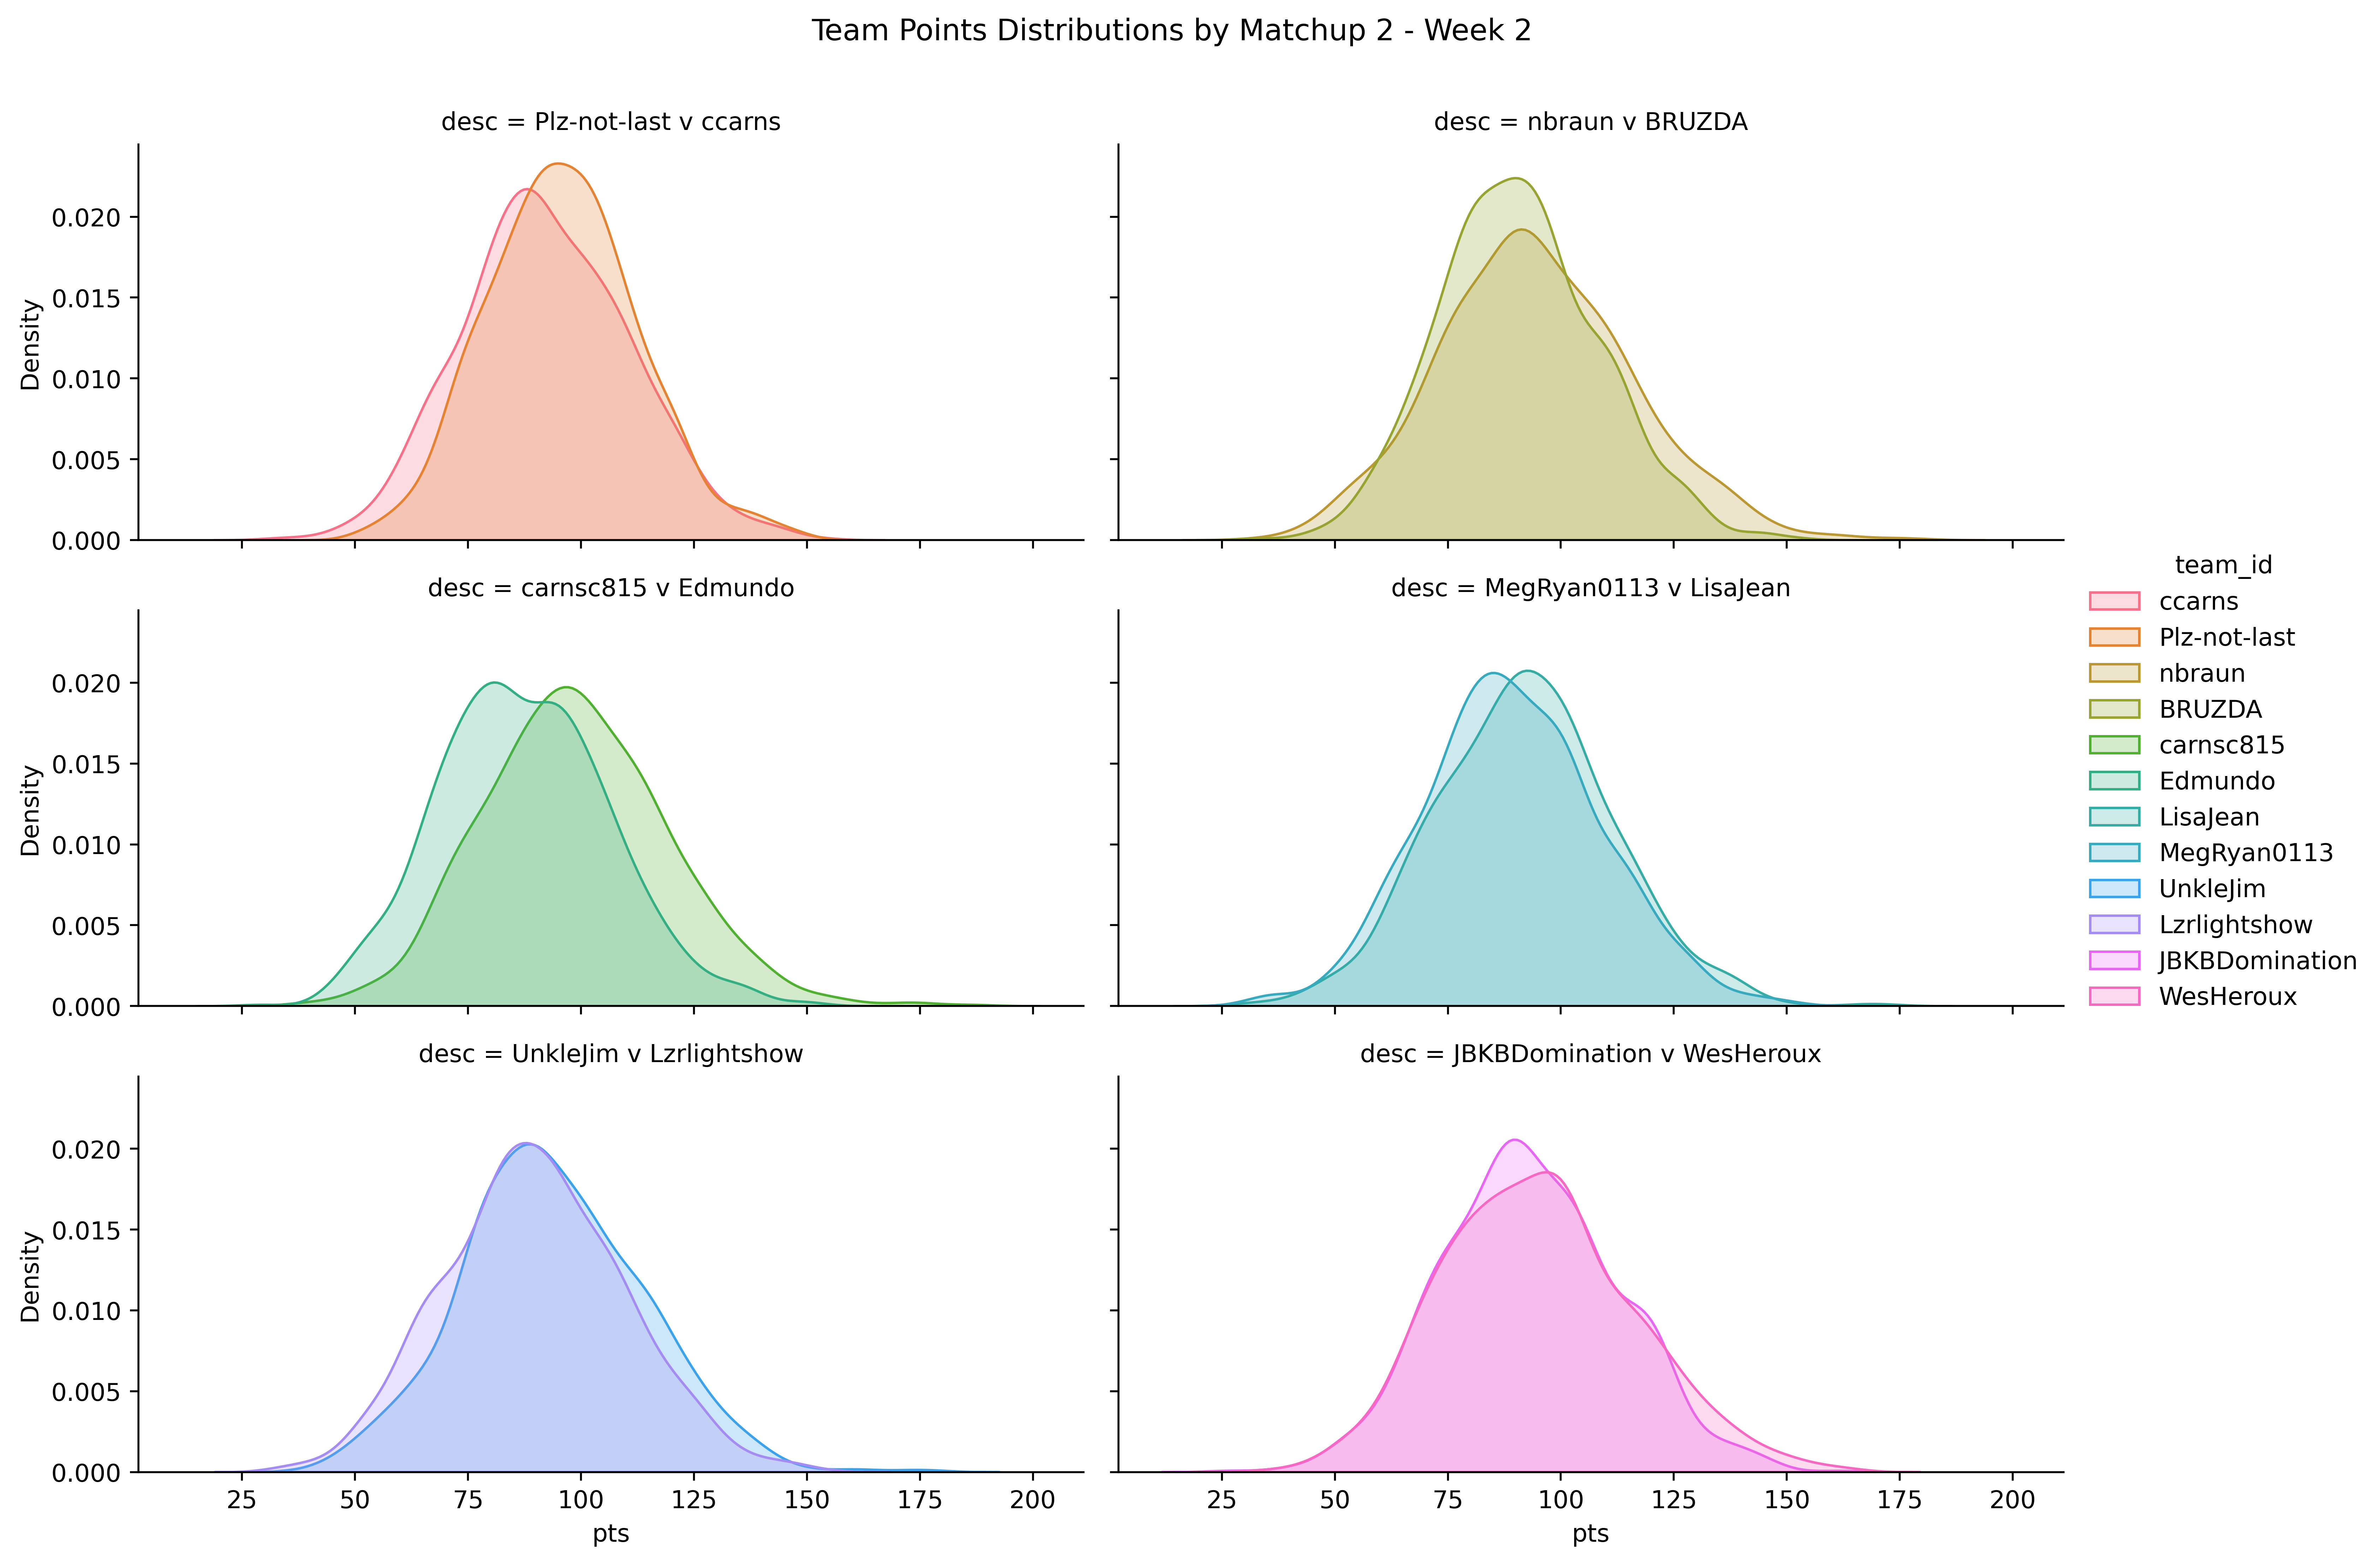 Team Points Distributions by Matchup 2 - Week 2
desc = Plz-not-last v ccarns
desc = nbraun v BRUZDA
0.020
0.015
0.010
0.005
0.000
Density
desc = carnsc815 v Edmundo
desc = MegRyan0113 v LisaJean
0.020
0.015
0.010
0.005
0.000
Density
desc = UnkleJim v Lzrlightshow
desc = JBKBDomination v WesHeroux
0.020
0.015
0.010
0.005
0.000
Density
25 50 75 100 125 150 175 200
pts
25 50 75 100 125 150 175 200
pts
team_id
ccarns
Plz-not-last
nbraun
BRUZDA
carnsc815
Edmundo
LisaJean
MegRyan0113
UnkleJim
Lzrlightshow
JBKBDomination
WesHeroux